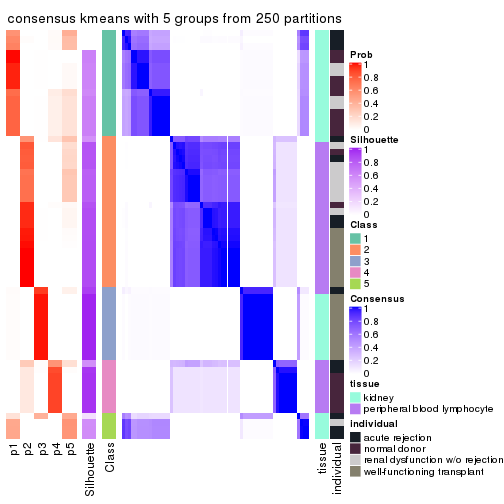 consensus kmeans with 5 groups from 250 partitions
Prob
1
0.8
0.6
0.4
0.2
0
Silhouette
1
0.8
0.6
0.4
0.2
0
Class
1
2
3
4
5
Consensus
1
0.8
0.6
0.4
0.2
0
tissue
kidney
peripheral blood lymphocyte
individual
acute rejection
normal donor
renal dysfunction w/o rejection
well-functioning transplant
p1
p2
p3
p4
p5
Silhouette
Class
tissue
individual